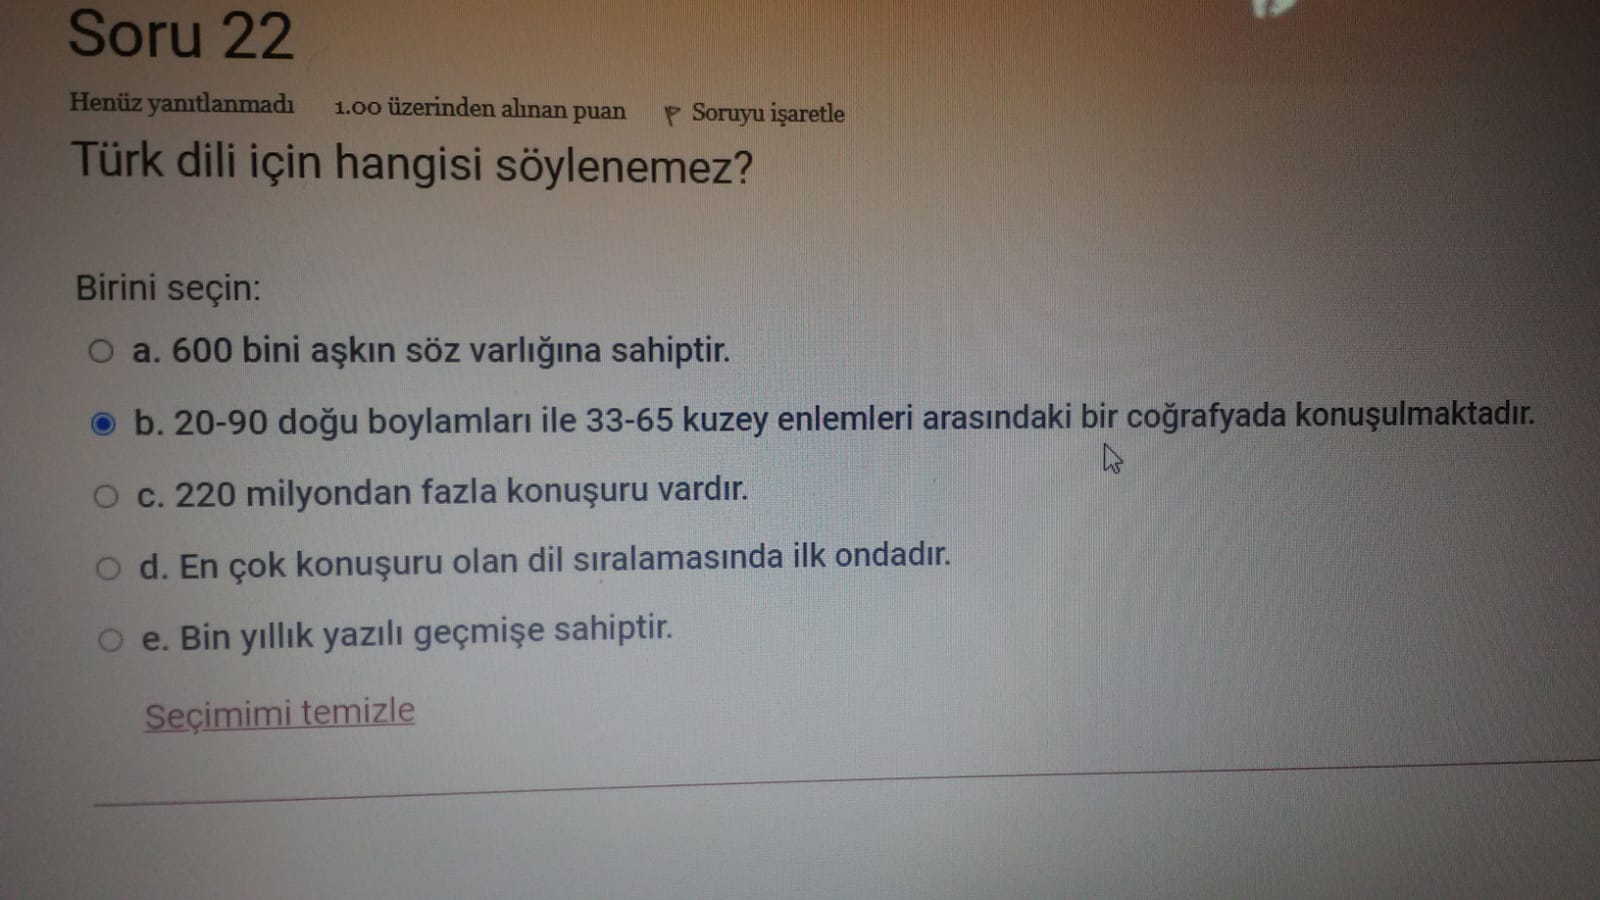 Soru 22
Henüz yanıtlanmadı 1.00 üzerinden alınan puan Soruyu işaretle
Türk dili için hangisi söylenemez?
Birini seçin:
a. 600 bini aşkın söz varlığına sahiptir.
b. 20-90 doğu boylamları ile 33-65 kuzey enlemleri arasındaki bir coğrafyada konuşulmaktadır.
c. 220 milyondan fazla konuşuru vardır.
d. En çok konuşuru olan dil sıralamasında ilk ondadır.
e. Bin yıllık yazılı geçmişe sahiptir.
Seçimimi temizle